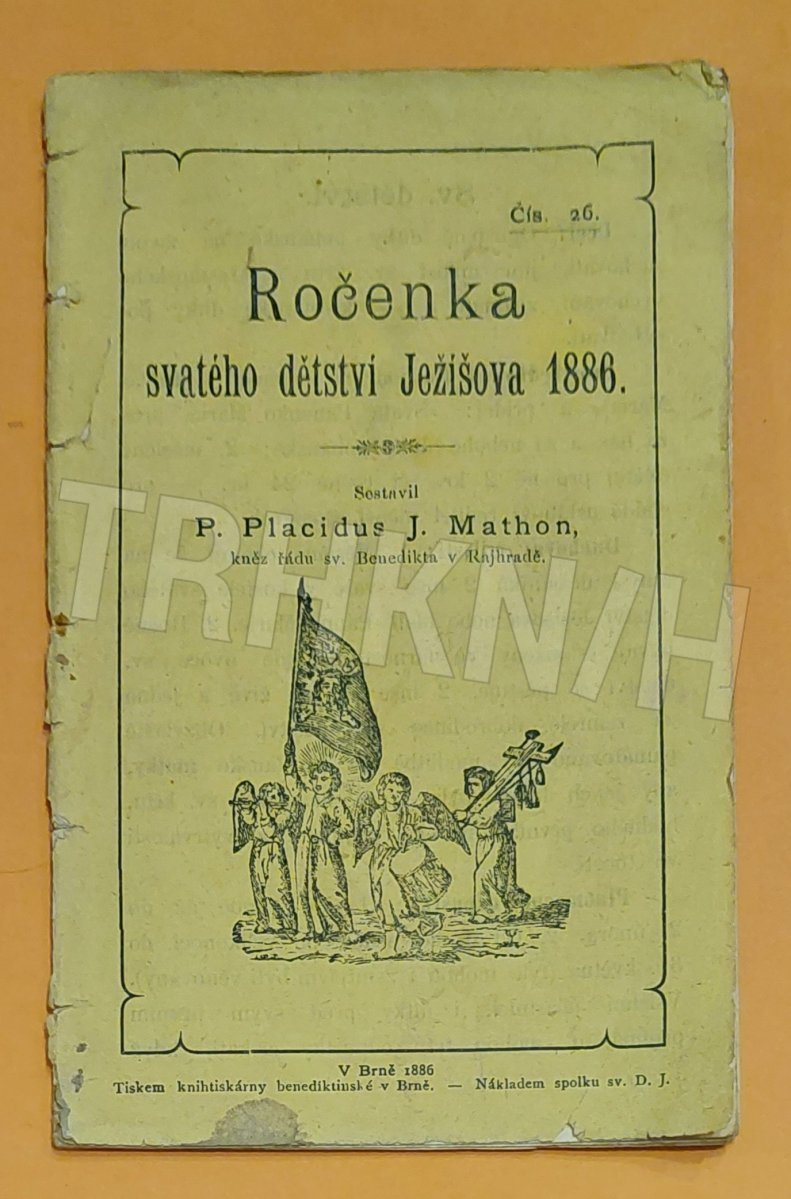 Čís. 26.
Ročenka
svatého dětství Ježíšova 1886.
Sestavil
P. Placidus J. Mathon,
kněz řádu sv. Benedikta v Rajhradě.
TRHKNIH
V Brně 1886
Tiskem knihtiskárny benediktinské v Brně. — Nákladem spolku sv. D. J.